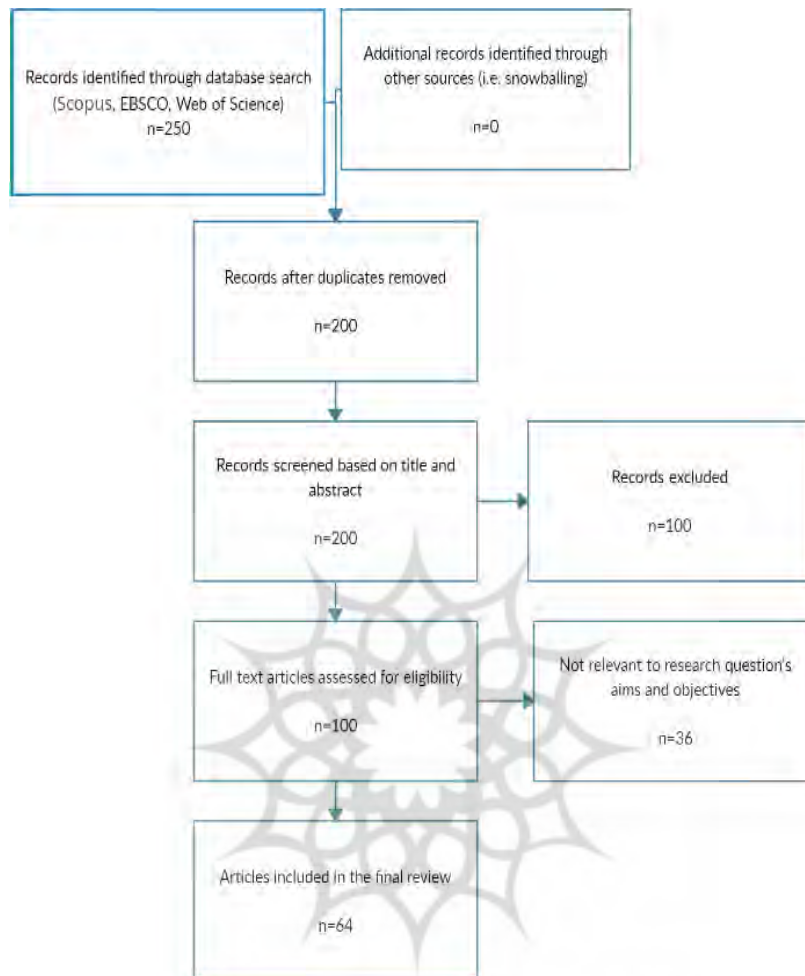 Records identified through database search
(Scopus, EBSCO, Web of Science)
n=250
Additional records identified through
other sources (i.e. snowballing)
n=0
Records after duplicates removed
n=200
Records screened based on title and
abstract
n=200
Records excluded
n=100
Full text articles assessed for eligibility
n=100
Not relevant to research question's
aims and objectives
n=36
Articles included in the final review
n=64